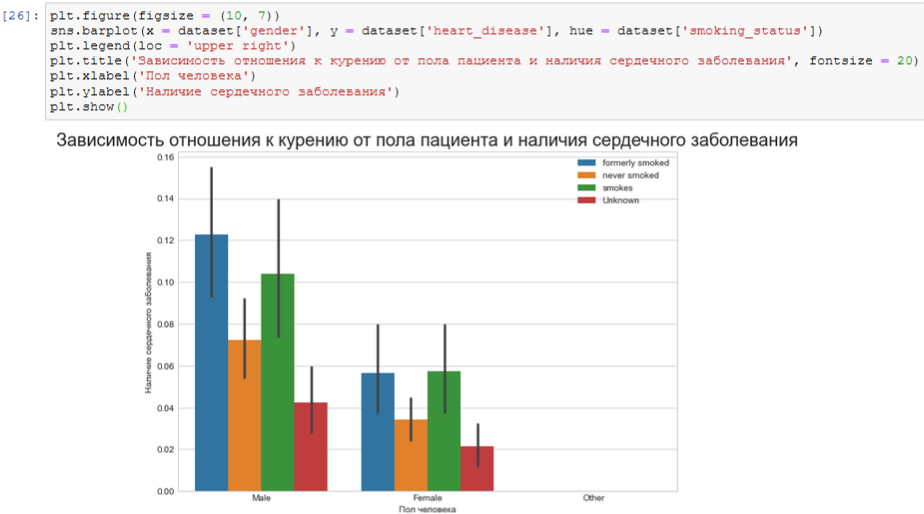 [26]: plt.figure(figsize = (10, 7))
sns.barplot(x = dataset['gender'], y = dataset['heart_disease'], hue = dataset['smoking_status'])
plt.legend(loc = 'upper right')
plt.title('Зависимость отношения к курению от пола пациента и наличия сердечного заболевания', fontsize = 20)
plt.xlabel('Пол человека')
plt.ylabel('Наличие сердечного заболевания')
plt.show()
Зависимость отношения к курению от пола пациента и наличия сердечного заболевания
formerly smoked
never smoked
smokes
Unknown
Наличие сердечного заболевания
0.16
0.14
0.12
0.10
0.08
0.06
0.04
0.02
0.00
Male Female Other
Пол человека